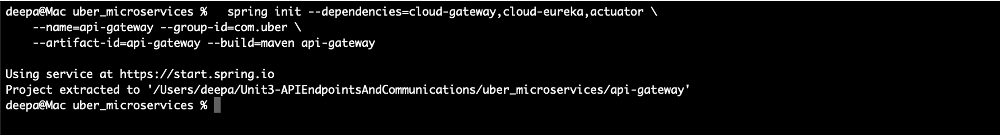 deepa@Mac uber_microservices %   spring init --dependencies=cloud-gateway,cloud-eureka,actuator \
    --name=api-gateway --group-id=com.uber \
    --artifact-id=api-gateway --build=maven api-gateway
Using service at https://start.spring.io
Project extracted to '/Users/deepa/Unit3-APIEndpointsAndCommunications/uber_microservices/api-gateway'
deepa@Mac uber_microservices %